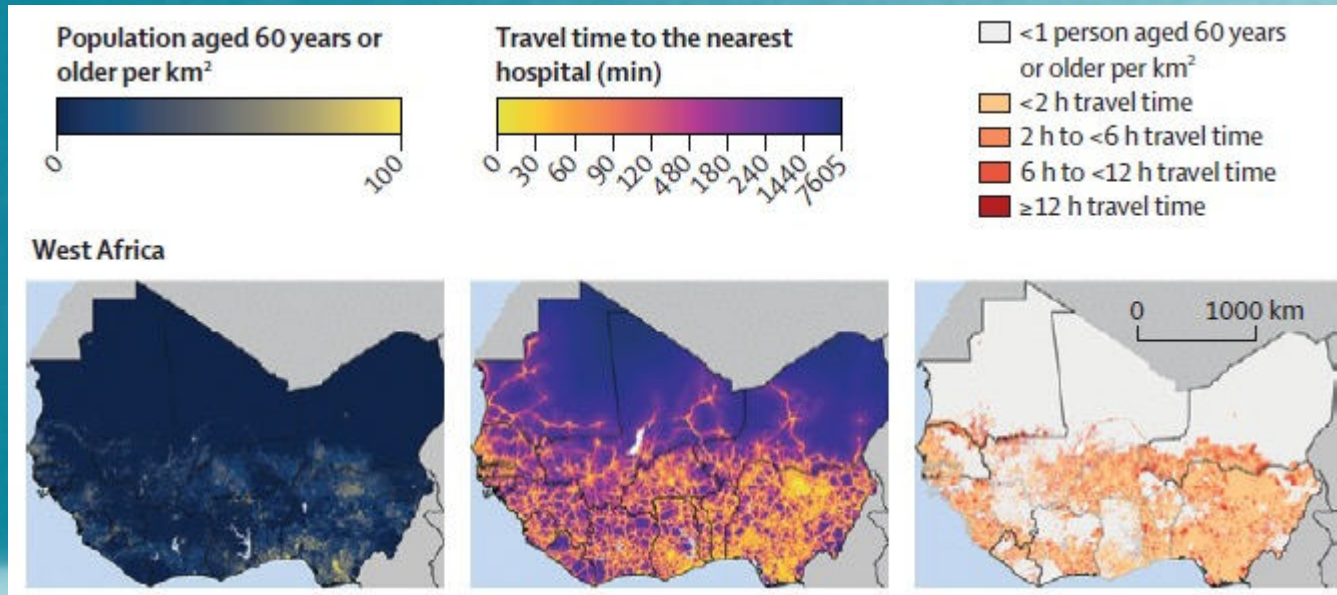 Population aged 60 years or
older per km²
0
100
Travel time to the nearest
hospital (min)
0
30
60
90
120
480
180
240
1440
7605
<1 person aged 60 years
or older per km²
<2 h travel time
2 h to <6 h travel time
6 h to <12 h travel time
≥12 h travel time
West Africa
0 1000 km